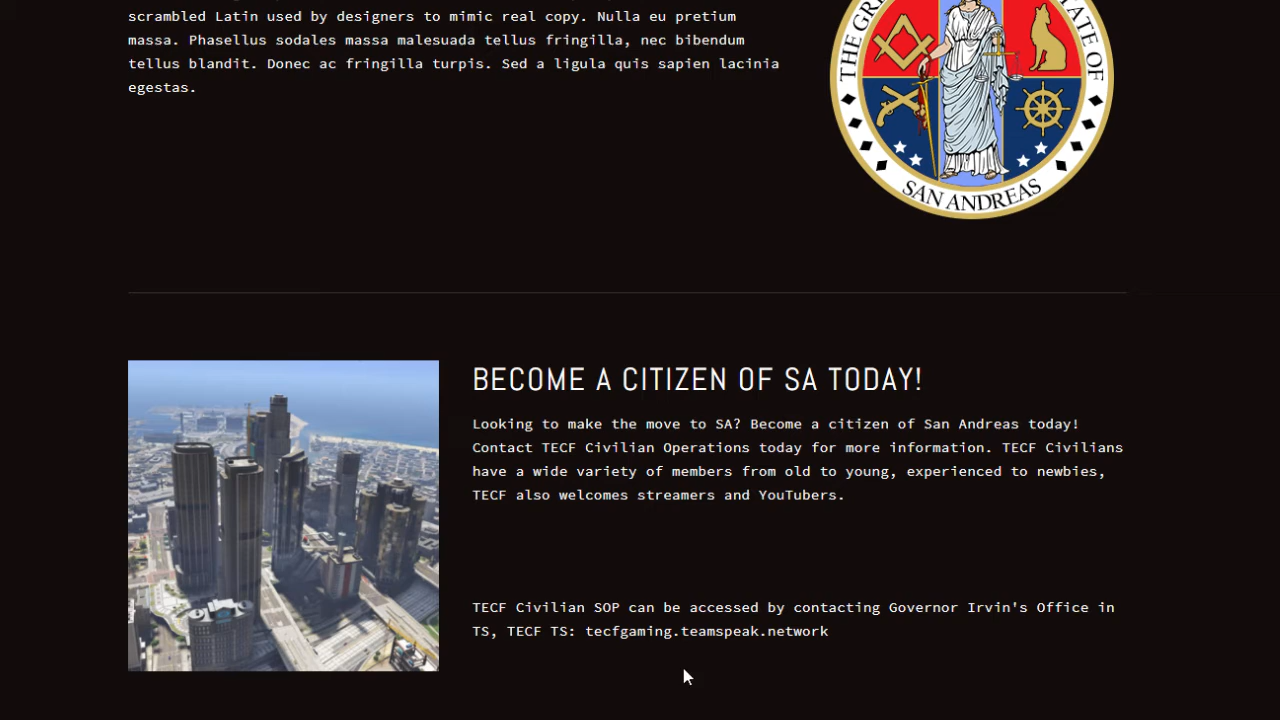 scrambled Latin used by designers to mimic real copy. Nulla eu pretium
massa. Phasellus sodales massa malesuada tellus fringilla, nec bibendum
tellus blandit. Donec ac fringilla turpis. Sed a ligula quis sapien lacinia
egestas.
STATE OF
SAN ANDREAS
BECOME A CITIZEN OF SA TODAY!
Looking to make the move to SA? Become a citizen of San Andreas today!
Contact TECF Civilian Operations today for more information. TECF Civilians
have a wide variety of members from old to young, experienced to newbies,
TECF also welcomes streamers and YouTubers.
TECF Civilian SOP can be accessed by contacting Governor Irvin's Office in
TS, TECF TS: tecfgaming.teamspeak.network